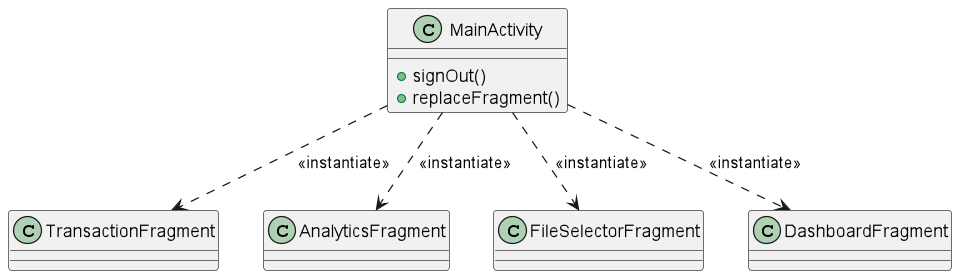 C MainActivity
signOut()
replaceFragment()
«instantiate» «instantiate» «instantiate» «instantiate»
C TransactionFragment C AnalyticsFragment C FileSelectorFragment C DashboardFragment